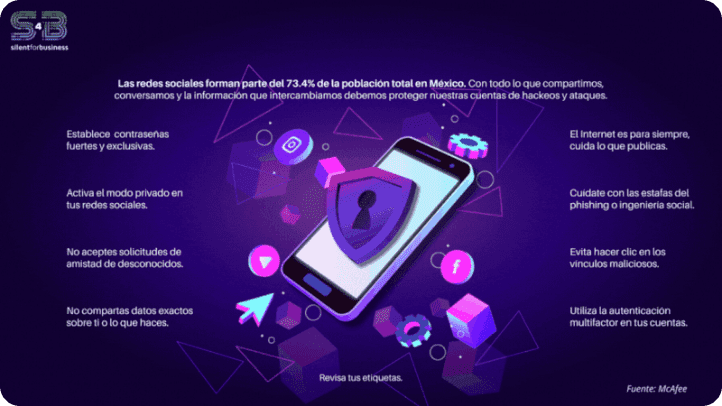 S4B
silentforbusiness
Las redes sociales forman parte del 73.4% de la población total en México. Con todo lo que compartimos,
conversamos y la información que intercambiamos debemos proteger nuestras cuentas de hackeos y ataques.
Establece contraseñas
fuertes y exclusivas.
Activa el modo privado en
tus redes sociales.
No aceptes solicitudes de
amistad de desconocidos.
No compartas datos exactos
sobre ti o lo que haces.
El Internet es para siempre,
cuida lo que publicas.
Cuidate con las estafas del
phishing o ingeniería social.
Evita hacer clic en los
vínculos maliciosos.
Utiliza la autenticación
multifactor en tus cuentas.
Revisa tus etiquetas.
Fuente: McAfee